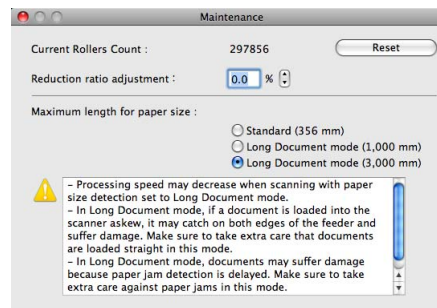 Maintenance
Current Rollers Count : 297856 Reset
Reduction ratio adjustment : 0.0 %
Maximum length for paper size :
Standard (356 mm)
Long Document mode (1,000 mm)
Long Document mode (3,000 mm)
- Processing speed may decrease when scanning with paper
size detection set to Long Document mode.
- In Long Document mode, if a document is loaded into the
scanner askew, it may catch on both edges of the feeder and
suffer damage. Make sure to take extra care that documents
are loaded straight in this mode.
- In Long Document mode, documents may suffer damage
because paper jam detection is delayed. Make sure to take
extra care against paper jams in this mode.